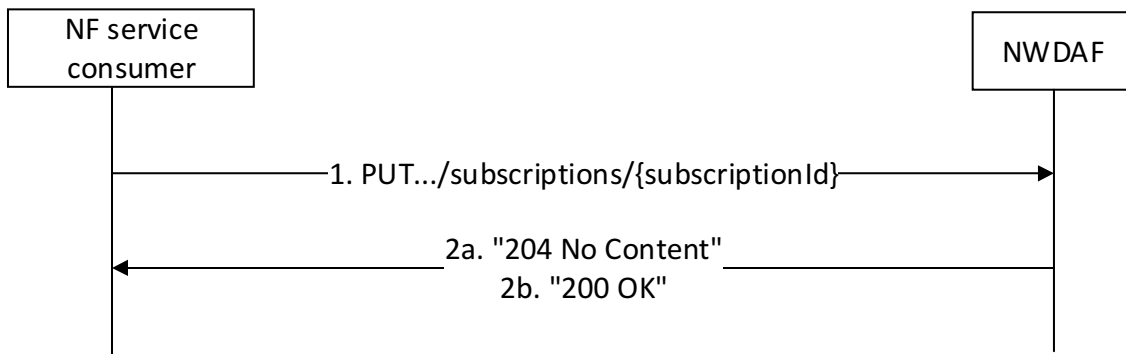 NF service
consumer
NWDAF
1. PUT.../subscriptions/{subscriptionId}
2a. "204 No Content"
2b. "200 OK"